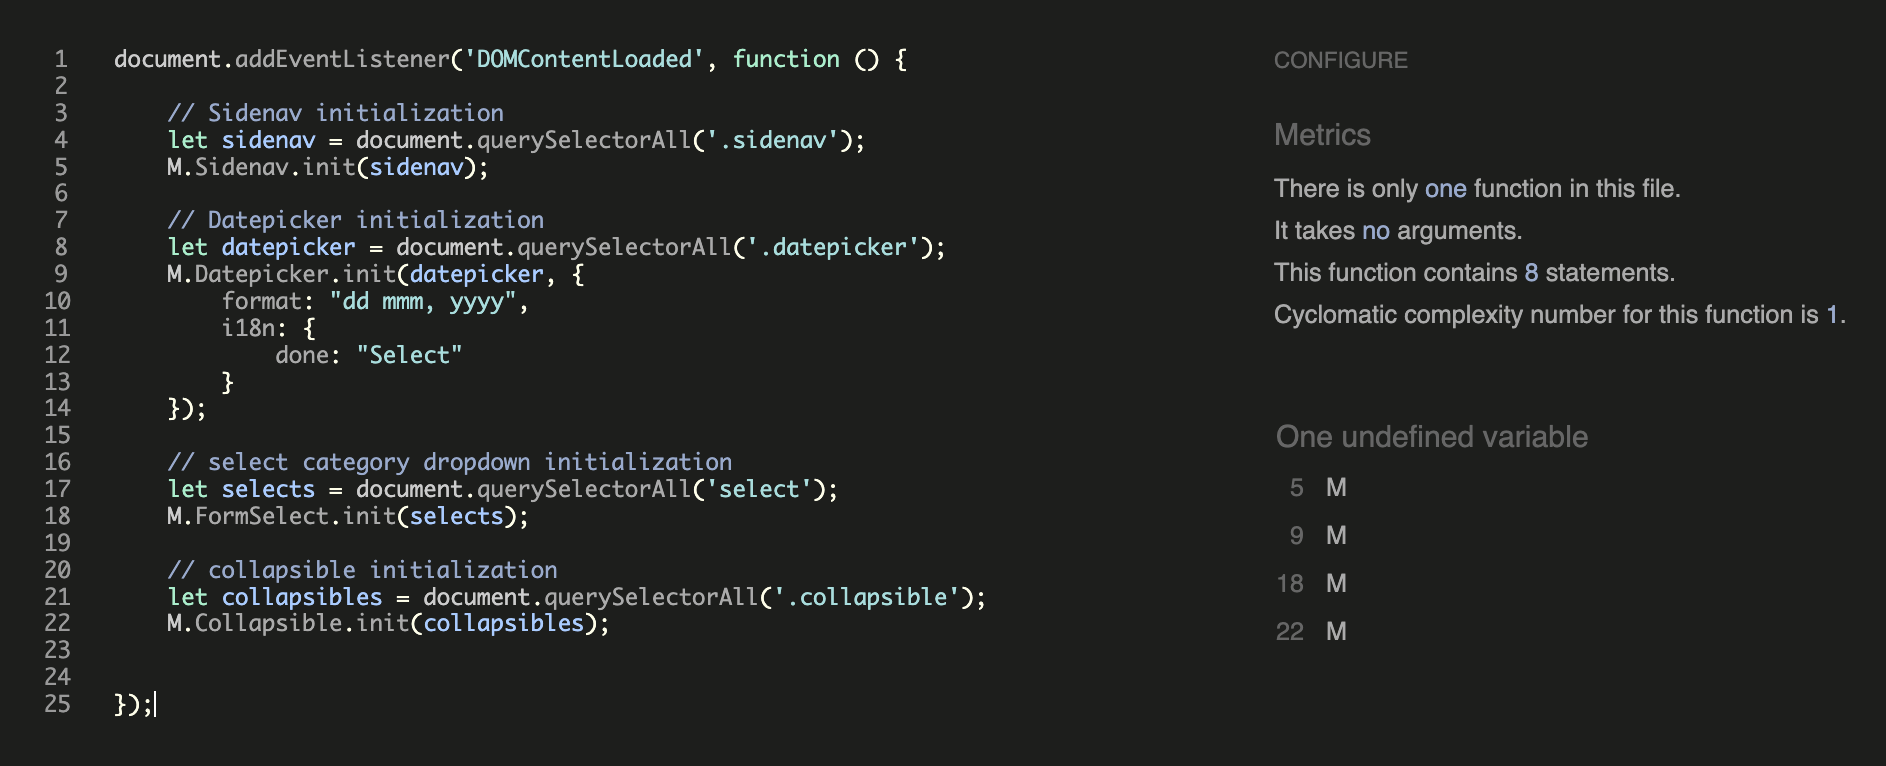 1 document.addEventListener('DOMContentLoaded', function () {
2
3 // Sidenav initialization
4 let sidenav = document.querySelectorAll('.sidenav');
5 M.Sidenav.init(sidenav);
6
7 // Datepicker initialization
8 let datepicker = document.querySelectorAll('.datepicker');
9 M.Datepicker.init(datepicker, {
10 format: "dd mmm, yyyy",
11 i18n: {
12 done: "Select"
13 }
14 });
15
16 // select category dropdown initialization
17 let selects = document.querySelectorAll('select');
18 M.FormSelect.init(selects);
19
20 // collapsible initialization
21 let collapsibles = document.querySelectorAll('.collapsible');
22 M.Collapsible.init(collapsibles);
23
24
25 });
CONFIGURE
Metrics
There is only one function in this file.
It takes no arguments.
This function contains 8 statements.
Cyclomatic complexity number for this function is 1.
One undefined variable
5 M
9 M
18 M
22 M